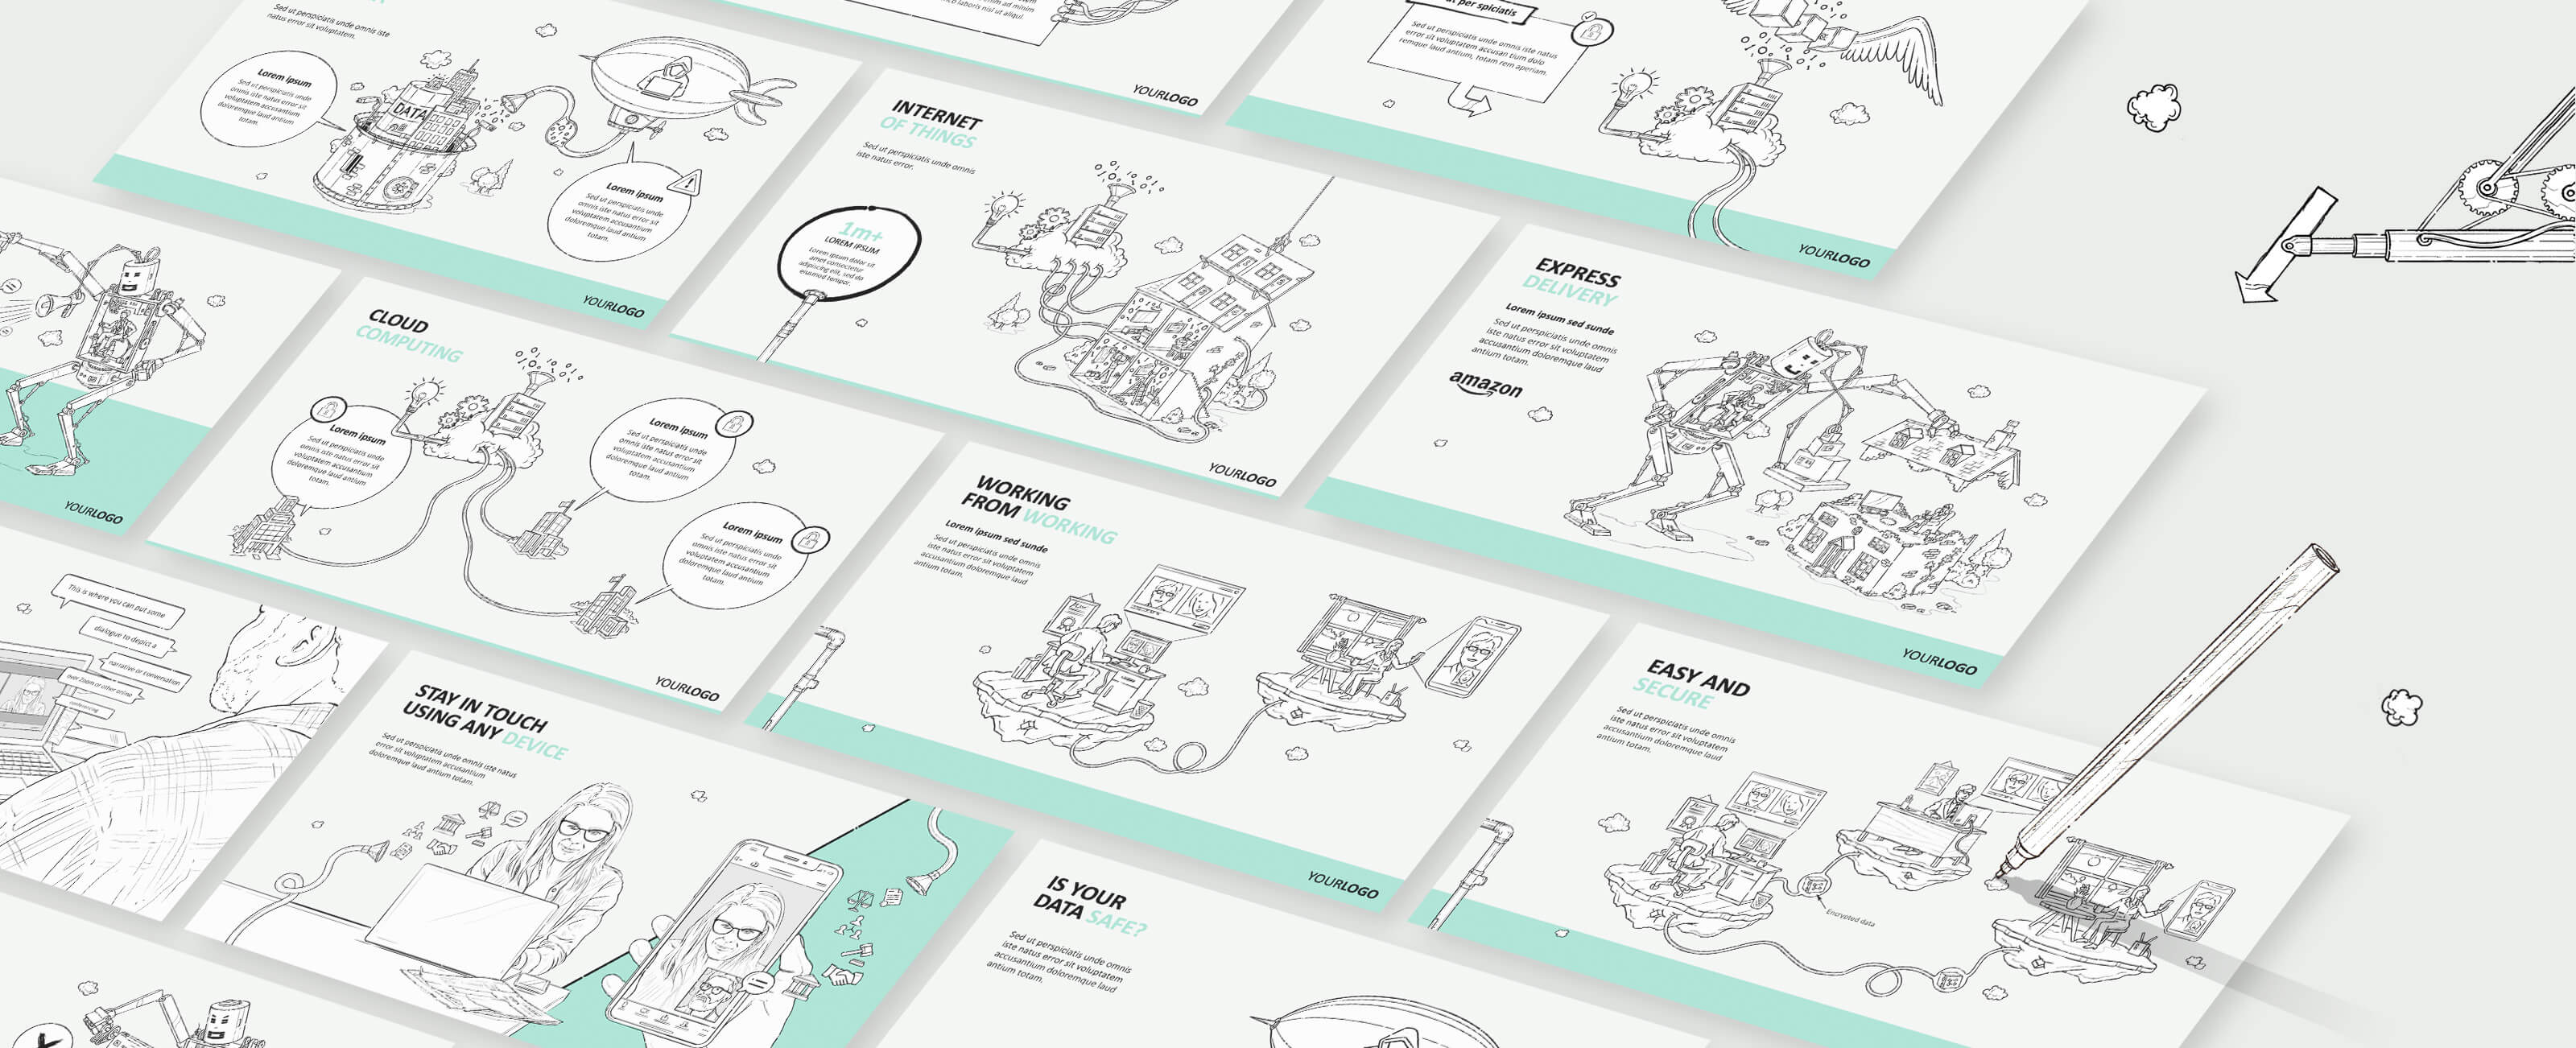 Sed ut perspiciatis unde omnis iste
natus error sit voluptatem.
Lorem ipsum
Sed ut perspiciatis unde
omnis iste natus error sit
voluptatem accusantium
doloremque laud antium
totam.
DATA
Lorem ipsum
Sed ut perspiciatis unde
omnis iste natus error sit
voluptatem accusantium
doloremque laud antium
totam.
YOURLOGO
YOURLOGO
ut per spiciatis
Sed ut perspiciatis unde omnis iste natus
error sit voluptatem accusan tium dolo
remque laud antium, totam rem aperiam.
YOURLOGO
INTERNET
OF THINGS
Sed ut perspiciatis unde omnis
iste natus error.
1m+
LOREM IPSUM
Lorem ipsum dolor sit
amet consectetur
adipiscing elit, sed do
eiusmod tempor.
YOURLOGO
EXPRESS
DELIVERY
Lorem ipsum sed sunde
Sed ut perspiciatis unde omnis
iste natus error sit voluptatem
accusantium doloremque laud
antium totam.
amazon
YOURLOGO
YOURLOGO
CLOUD
COMPUTING
Lorem ipsum
Sed ut perspiciatis unde
omnis iste natus error sit
voluptatem accusantium
doloremque laud antium
totam.
Lorem ipsum
Sed ut perspiciatis unde
omnis iste natus error sit
voluptatem accusantium
doloremque laud antium
totam.
Lorem ipsum
Sed ut perspiciatis unde
omnis iste natus error sit
voluptatem accusantium
doloremque laud antium
totam.
YOURLOGO
WORKING
FROM WORKING
Lorem ipsum sed sunde
Sed ut perspiciatis unde omnis
iste natus error sit voluptatem
accusantium doloremque laud
antium totam.
YOURLOGO
EASY AND
SECURE
Sed ut perspiciatis unde omnis
iste natus error sit voluptatem
accusantium doloremque laud
antium totam.
Encrypted data
This is where you can put some
dialogue to depict a
narrative or conversation
over Zoom or other online
conferencing
STAY IN TOUCH
USING ANY DEVICE
Sed ut perspiciatis unde omnis iste natus
error sit voluptatem accusantium
doloremque laud antium totam.
IS YOUR
DATA SAFE?
Sed ut perspiciatis unde omnis
iste natus error sit voluptatem
accusantium doloremque laud
antium totam.